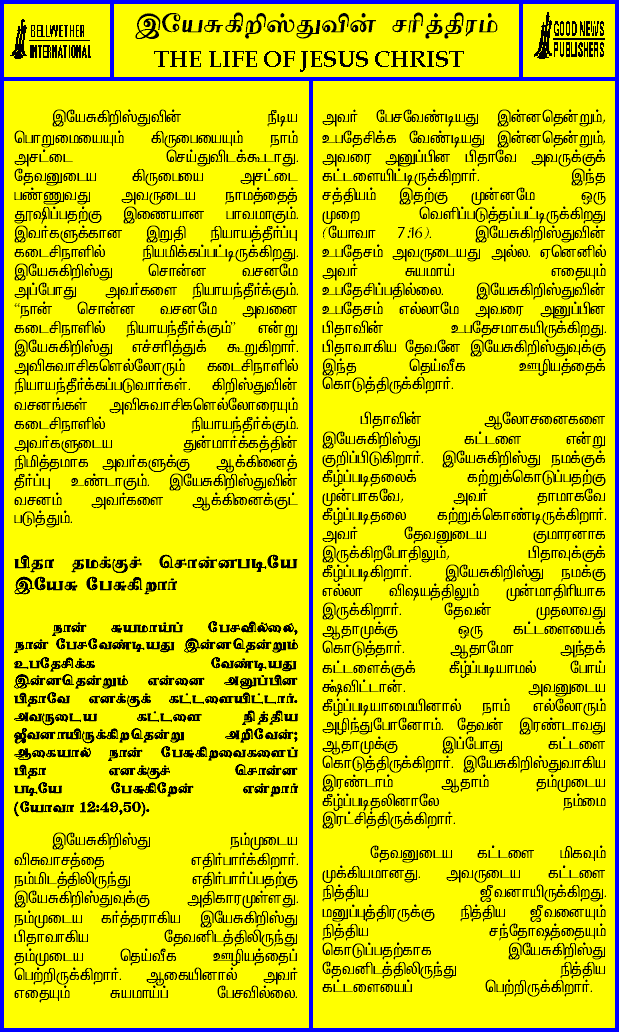 BELLWETHER
INTERNATIONAL
இயேசுகிறிஸ்துவின் சரித்திரம்
THE LIFE OF JESUS CHRIST
GOOD NEWS
PUBLISHERS
இயேசுகிறிஸ்துவின் நீடிய
பொறுமையையும் கிருபையையும் நாம்
அசட்டை செய்துவிடக்கூடாது.
தேவனுடைய கிருபையை அசட்டை
பண்ணுவது அவருடைய நாமத்தைத்
தூஷிப்பதற்கு இணையான பாவமாகும்.
இவர்களுக்கான இறுதி நியாயத்தீர்ப்பு
கடைசிநாளில் நியமிக்கப்பட்டிருக்கிறது.
இயேசுகிறிஸ்து சொன்ன வசனமே
அப்போது அவர்களை நியாயந்தீர்க்கும்.
“நான் சொன்ன வசனமே அவனை
கடைசிநாளில் நியாயந்தீர்க்கும்” என்று
இயேசுகிறிஸ்து எச்சரித்துக் கூறுகிறார்.
அவிசுவாசிகளெல்லோரும் கடைசிநாளில்
நியாயந்தீர்க்கப்படுவார்கள். கிறிஸ்துவின்
வசனங்கள் அவிசுவாசிகளெல்லோரையும்
கடைசிநாளில் நியாயந்தீர்க்கும்.
அவர்களுடைய துன்மார்க்கத்தின்
நிமித்தமாக அவர்களுக்கு ஆக்கினைத்
தீர்ப்பு உண்டாகும். இயேசுகிறிஸ்துவின்
வசனம் அவர்களை ஆக்கினைக்குட்
படுத்தும்.
பிதா தமக்குச் சொன்னபடியே
இயேசு பேசுகிறார்
நான் சுயமாய்ப் பேசவில்லை,
நான் பேசவேண்டியது இன்னதென்றும்
உபதேசிக்க வேண்டியது
இன்னதென்றும் என்னை அனுப்பின
பிதாவே எனக்குக் கட்டளையிட்டார்.
அவருடைய கட்டளை நித்திய
ஜீவனாயிருக்கிறதென்று அறிவேன்;
ஆகையால் நான் பேசுகிறவைகளைப்
பிதா எனக்குச் சொன்ன
படியே பேசுகிறேன் என்றார்
(யோவா 12:49,50).
இயேசுகிறிஸ்து நம்முடைய
விசுவாசத்தை எதிர்பார்க்கிறார்.
நம்மிடத்திலிருந்து எதிர்பார்ப்பதற்கு
இயேசுகிறிஸ்துவுக்கு அதிகாரமுள்ளது.
நம்முடைய கர்த்தராகிய இயேசுகிறிஸ்து
பிதாவாகிய தேவனிடத்திலிருந்து
தம்முடைய தெய்வீக ஊழியத்தைப்
பெற்றிருக்கிறார். ஆகையினால் அவர்
எதையும் சுயமாய்ப் பேசவில்லை.
அவர் பேசவேண்டியது இன்னதென்றும்,
உபதேசிக்க வேண்டியது இன்னதென்றும்,
அவரை அனுப்பின பிதாவே அவருக்குக்
கட்டளையிட்டிருக்கிறார். இந்த
சத்தியம் இதற்கு முன்னமே ஒரு
முறை வெளிப்படுத்தப்பட்டிருக்கிறது
(யோவா 7:16). இயேசுகிறிஸ்துவின்
உபதேசம் அவருடையது அல்ல. ஏனெனில்
அவர் சுயமாய் எதையும்
உபதேசிப்பதில்லை. இயேசுகிறிஸ்துவின்
உபதேசம் எல்லாமே அவரை அனுப்பின
பிதாவின் உபதேசமாகயிருக்கிறது.
பிதாவாகிய தேவனே இயேசுகிறிஸ்துவுக்கு
இந்த தெய்வீக ஊழியத்தைக்
கொடுத்திருக்கிறார்.
பிதாவின் ஆலோசனைகளை
இயேசுகிறிஸ்து கட்டளை என்று
குறிப்பிடுகிறார். இயேசுகிறிஸ்து நமக்குக்
கீழ்ப்படிதலைக் கற்றுக்கொடுப்பதற்கு
முன்பாகவே, அவர் தாமாகவே
கீழ்ப்படிதலை கற்றுக்கொண்டிருக்கிறார்.
அவர் தேவனுடைய குமாரனாக
இருக்கிறபோதிலும், பிதாவுக்குக்
கீழ்ப்படிகிறார். இயேசுகிறிஸ்து நமக்கு
எல்லா விஷயத்திலும் முன்மாதிரியாக
இருக்கிறார். தேவன் முதலாவது
ஆதாமுக்கு ஒரு கட்டளையைக்
கொடுத்தார். ஆதாமோ அந்தக்
கட்டளைக்குக் கீழ்ப்படியாமல் போய்
விட்டான். அவனுடைய
கீழ்ப்படியாமையினால் நாம் எல்லோரும்
அழிந்துபோனோம். தேவன் இரண்டாவது
ஆதாமுக்கு இப்போது கட்டளை
கொடுத்திருக்கிறார். இயேசுகிறிஸ்துவாகிய
இரண்டாம் ஆதாம் தம்முடைய
கீழ்ப்படிதலினாலே நம்மை
இரட்சித்திருக்கிறார்.
தேவனுடைய கட்டளை மிகவும்
முக்கியமானது. அவருடைய கட்டளை
நித்திய ஜீவனாயிருக்கிறது.
மனுப்புத்திரருக்கு நித்திய ஜீவனையும்
நித்திய சந்தோஷத்தையும்
கொடுப்பதற்காக இயேசுகிறிஸ்து
தேவனிடத்திலிருந்து நித்திய
கட்டளையைப் பெற்றிருக்கிறார்.